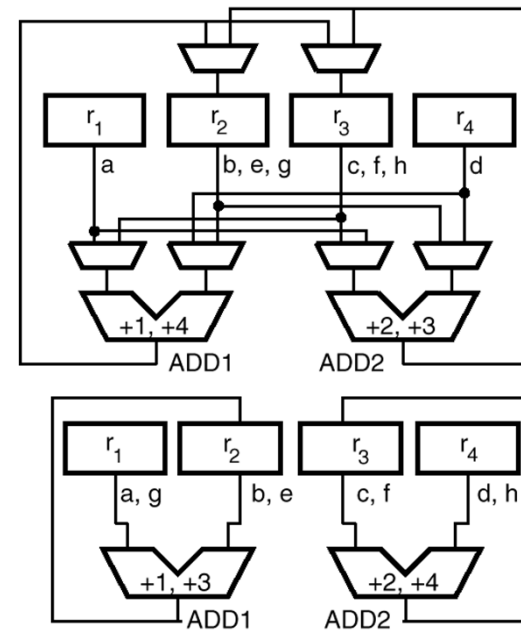 r1 r2 r3 r4
a b, e, g c, f, h d
+1, +4 +2, +3
ADD1 ADD2
r1 r2 r3 r4
a, g b, e c, f d, h
+1, +3 +2, +4
ADD1 ADD2